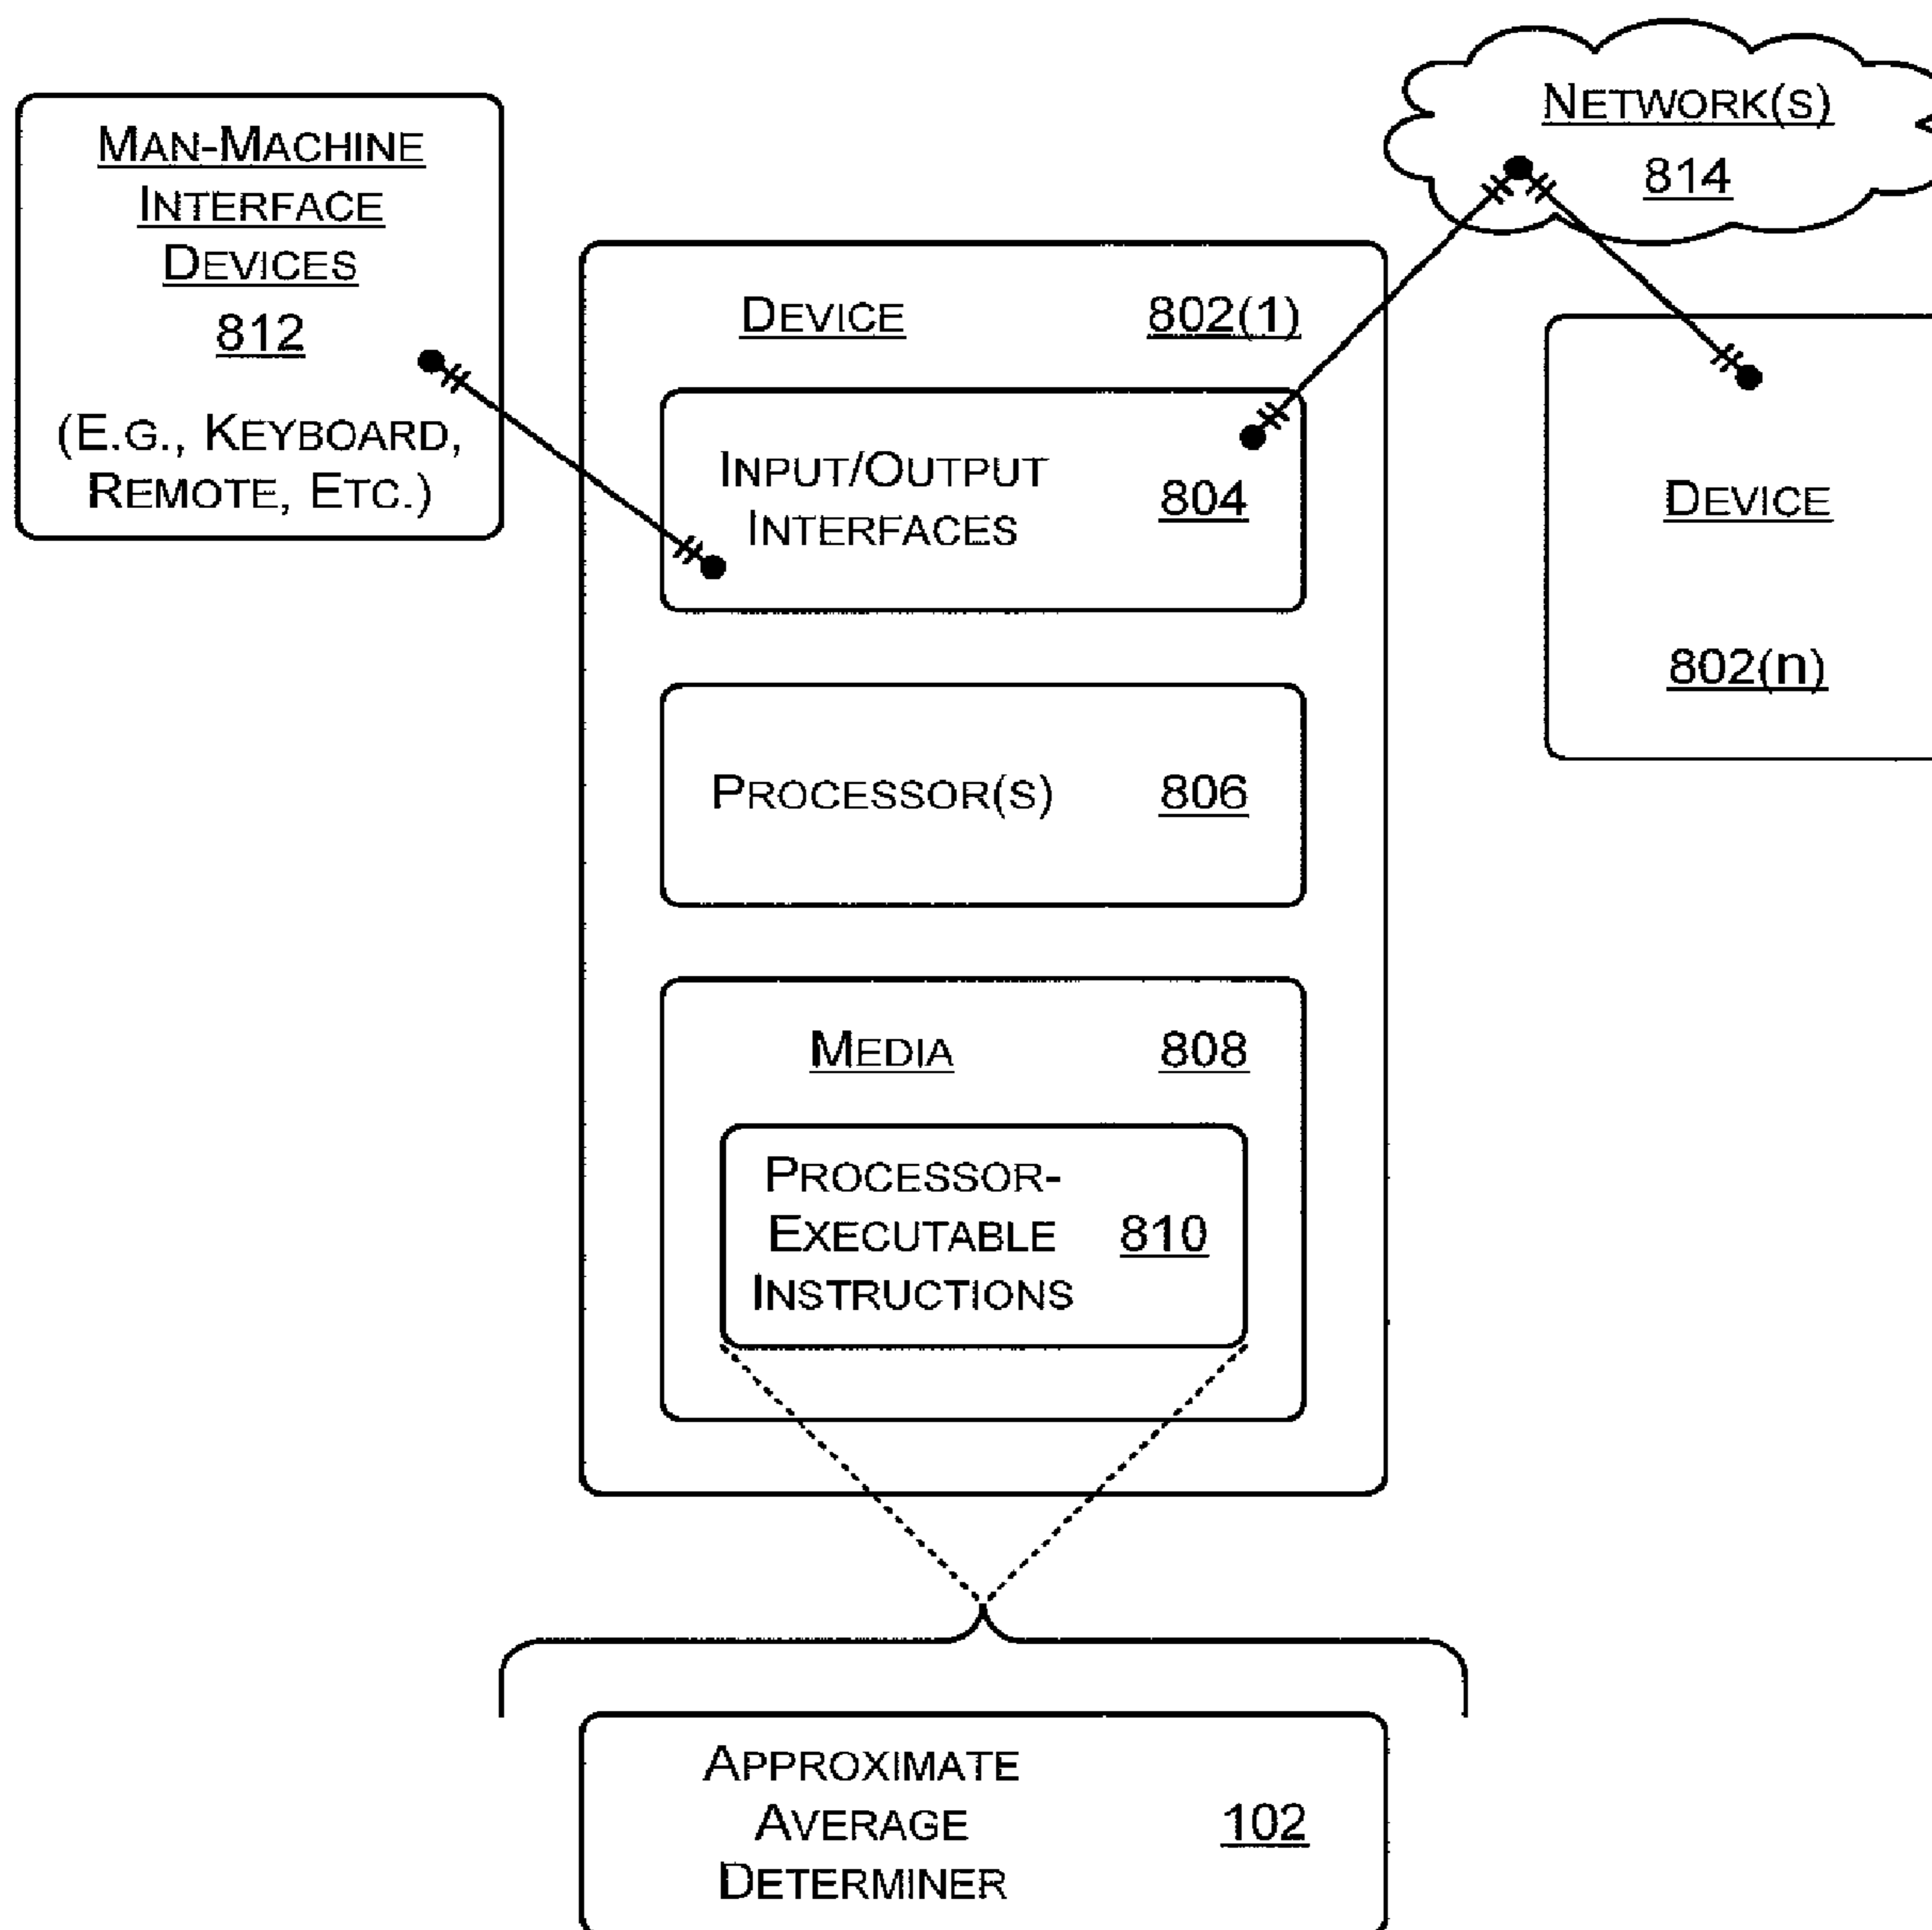 MAN-MACHINE
INTERFACE
DEVICES
812
(E.G., KEYBOARD,
REMOTE, ETC.)
NETWORK(S)
814
DEVICE 802(1)
INPUT/OUTPUT
INTERFACES
804
PROCESSOR(S) 806
MEDIA 808
PROCESSOR-
EXECUTABLE
INSTRUCTIONS
810
DEVICE
802(n)
APPROXIMATE
AVERAGE
DETERMINER
102